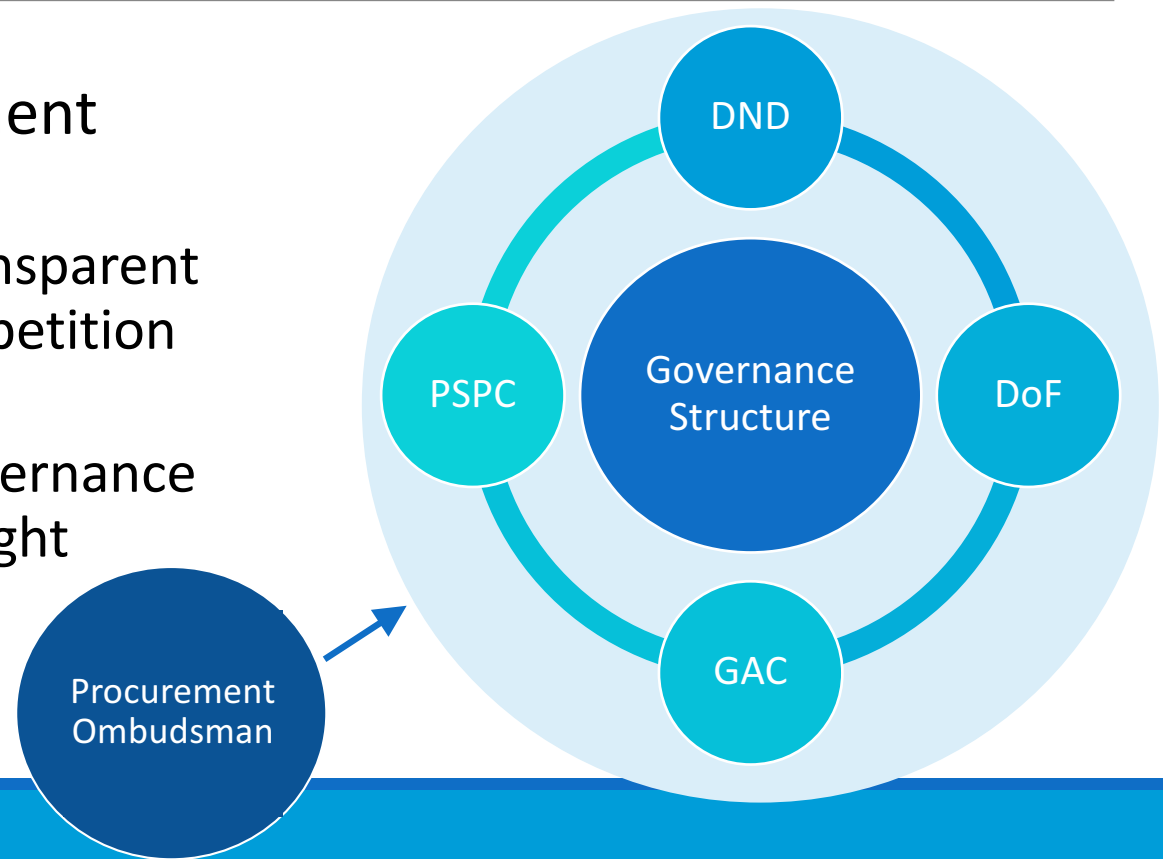 ent
nsparent
petition
ernance
ght
DND
PSPC
Governance
Structure
DoF
GAC
Procurement
Ombudsman